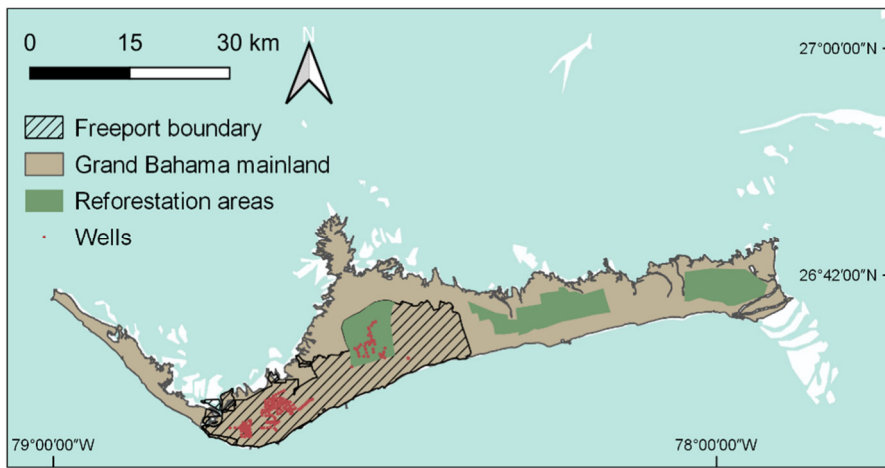 0 15 30 km
N
27°00′00″N
Freeport boundary
Grand Bahama mainland
Reforestation areas
Wells
26°42′00″N
79°00′00″W
78°00′00″W